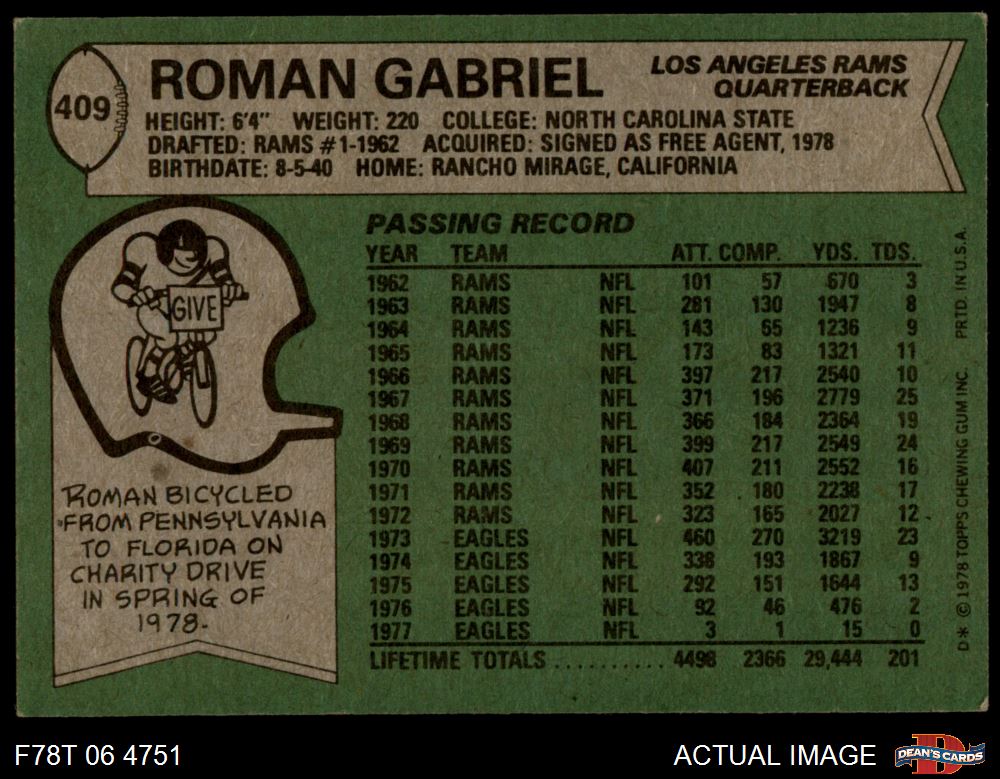 409
ROMAN GABRIEL
LOS ANGELES RAMS
QUARTERBACK
HEIGHT: 6'4" WEIGHT: 220 COLLEGE: NORTH CAROLINA STATE
DRAFTED: RAMS #1-1962 ACQUIRED: SIGNED AS FREE AGENT, 1978
BIRTHDATE: 8-5-40 HOME: RANCHO MIRAGE, CALIFORNIA
GIVE
ROMAN BICYCLED
FROM PENNSYLVANIA
TO FLORIDA ON
CHARITY DRIVE
IN SPRING OF
1978.
PASSING RECORD
YEAR TEAM ATT. COMP. YDS. TDS.
1962 RAMS NFL 101 57 670 3
1963 RAMS NFL 281 130 1947 8
1964 RAMS NFL 143 65 1236 9
1965 RAMS NFL 173 83 1321 11
1966 RAMS NFL 397 217 2540 10
1967 RAMS NFL 371 196 2779 25
1968 RAMS NFL 366 184 2364 19
1969 RAMS NFL 399 217 2549 24
1970 RAMS NFL 407 211 2552 16
1971 RAMS NFL 352 180 2238 17
1972 RAMS NFL 323 165 2027 12
1973 EAGLES NFL 460 270 3219 23
1974 EAGLES NFL 338 193 1867 9
1975 EAGLES NFL 292 151 1644 13
1976 EAGLES NFL 92 46 476 2
1977 EAGLES NFL 3 1 15 0
LIFETIME TOTALS .......... 4498 2366 29,444 201
D* © 1978 TOPPS CHEWING GUM INC. PRTD. IN U.S.A.
F78T 06 4751
ACTUAL IMAGE
DEAN'S CARDS